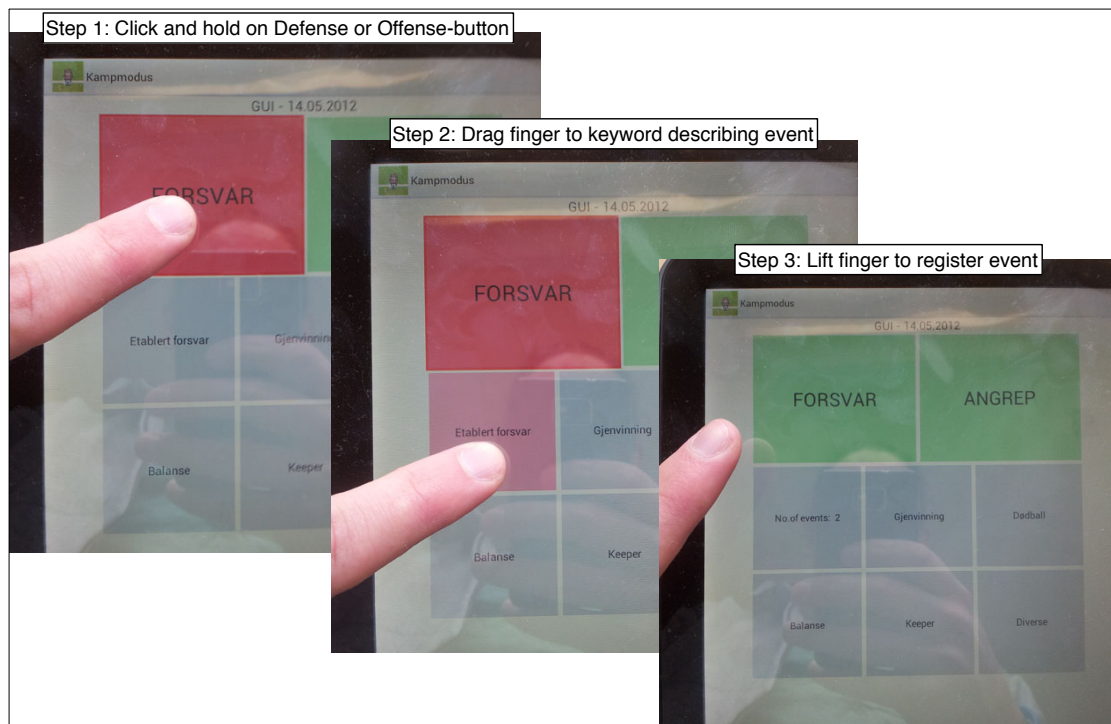 Step 1: Click and hold on Defense or Offense-button
Kampmodus
GUI - 14.05.2012
FORSVAR
Etablert forsvar
Gjenvinning
Balanse
Keeper
Step 2: Drag finger to keyword describing event
Kampmodus
GUI - 14.05.2012
FORSVAR
Etablert forsvar
Gjenvinning
Balanse
Keeper
Step 3: Lift finger to register event
Kampmodus
GUI - 14.05.2012
FORSVAR ANGREP
No.of events: 2 Gjenvinning Dødball
Balanse Keeper Diverse